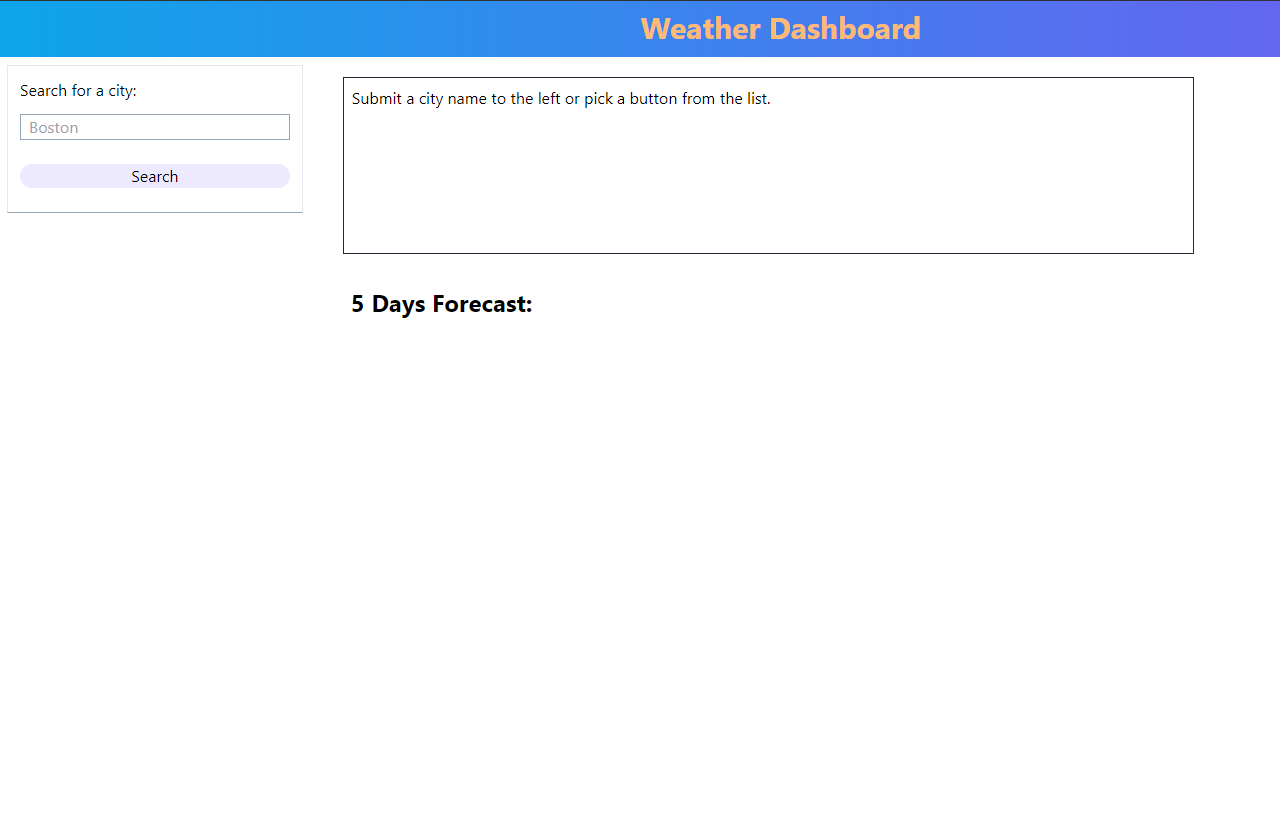 Weather Dashboard
Search for a city:
Boston
Search
Submit a city name to the left or pick a button from the list.
5 Days Forecast: